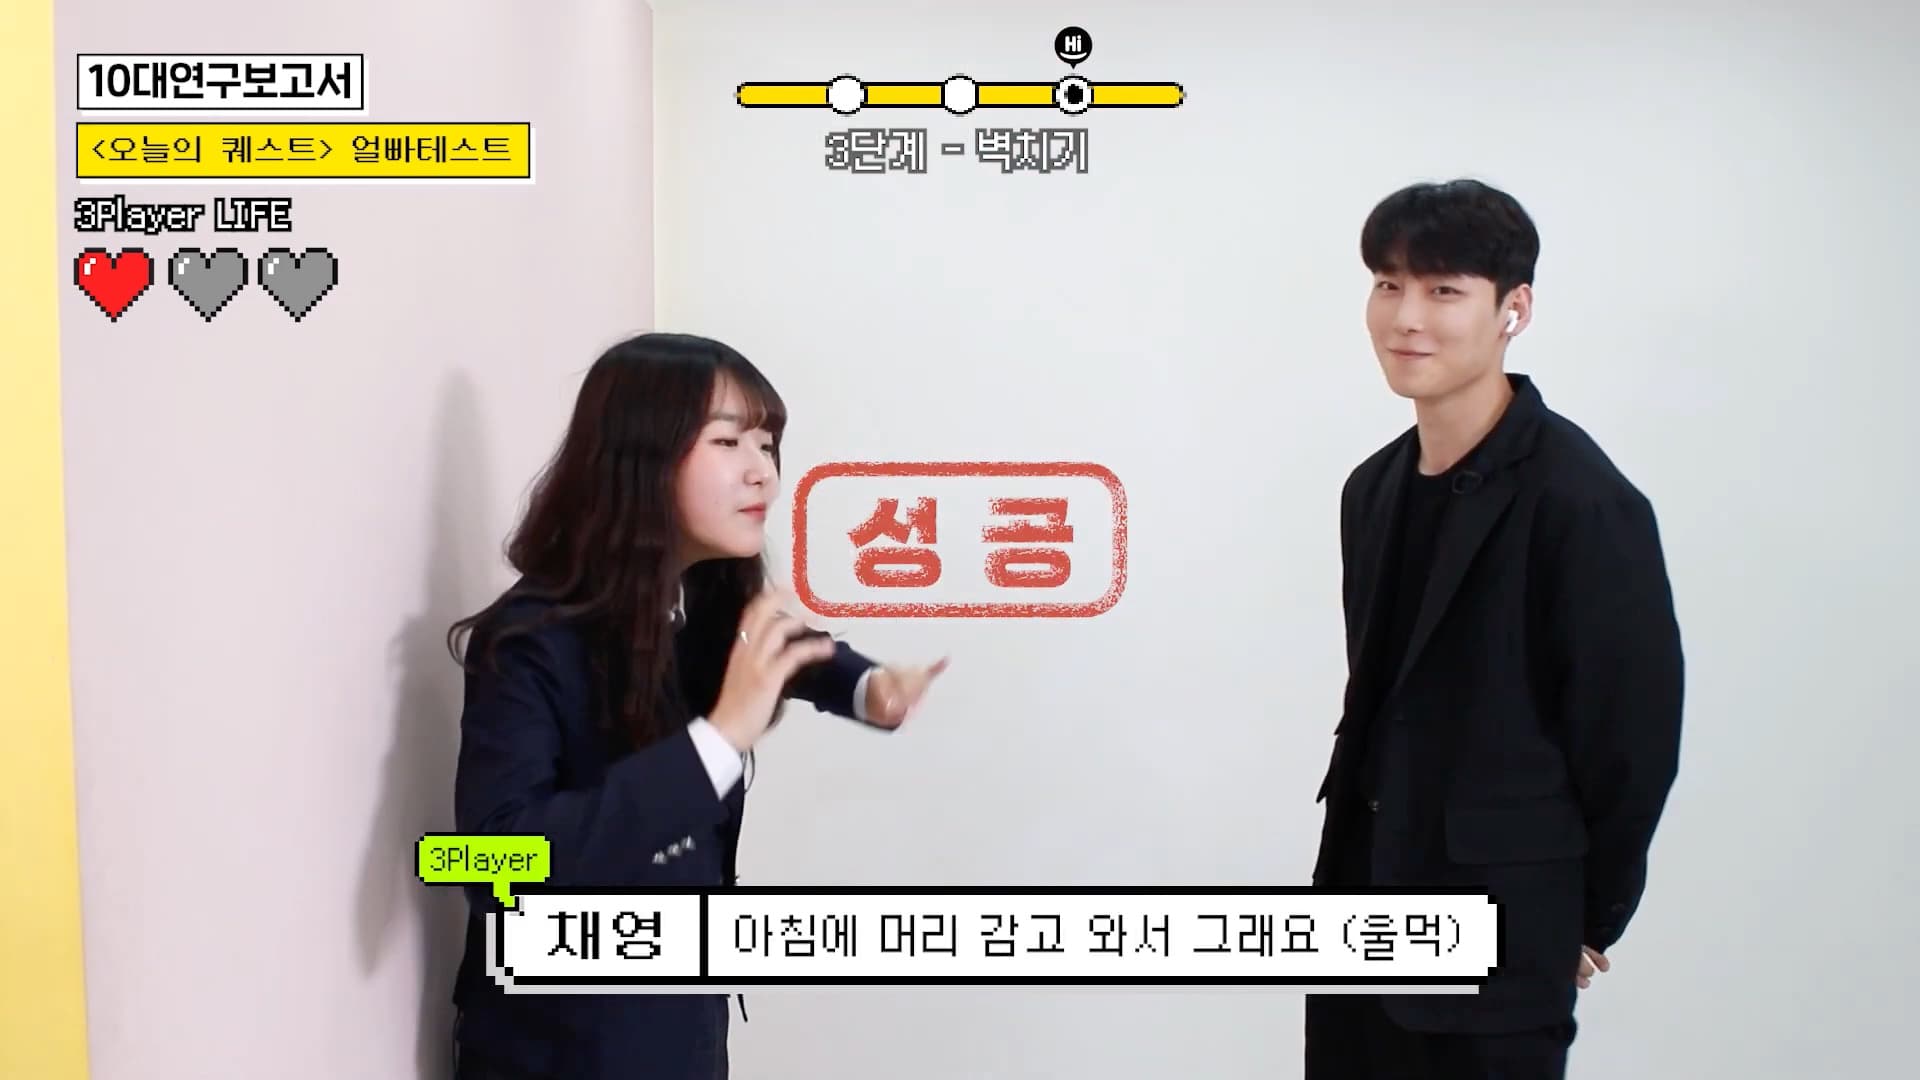 10대연구보고서
<오늘의 퀘스트> 얼빠테스트
3Player LIFE
Hi
3단계 - 벽치기
성공
3Player
채영
아침에 머리 감고 와서 그래요 (울먹)